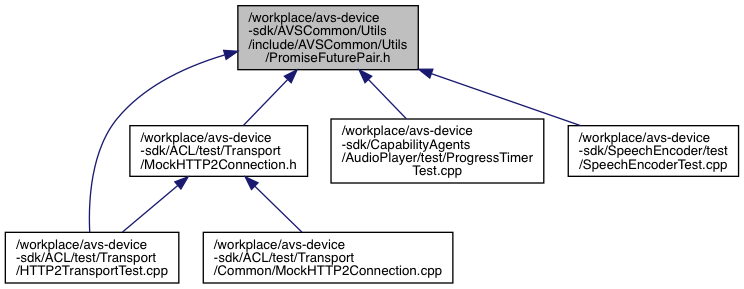 /workplace/avs-device
-sdk/AVSCommon/Utils
/include/AVSCommon/Utils
/PromiseFuturePair.h
/workplace/avs-device
-sdk/ACL/test/Transport
/MockHTTP2Connection.h
/workplace/avs-device
-sdk/CapabilityAgents
/AudioPlayer/test/ProgressTimer
Test.cpp
/workplace/avs-device
-sdk/SpeechEncoder/test
/SpeechEncoderTest.cpp
/workplace/avs-device
-sdk/ACL/test/Transport
/HTTP2TransportTest.cpp
/workplace/avs-device
-sdk/ACL/test/Transport
/Common/MockHTTP2Connection.cpp